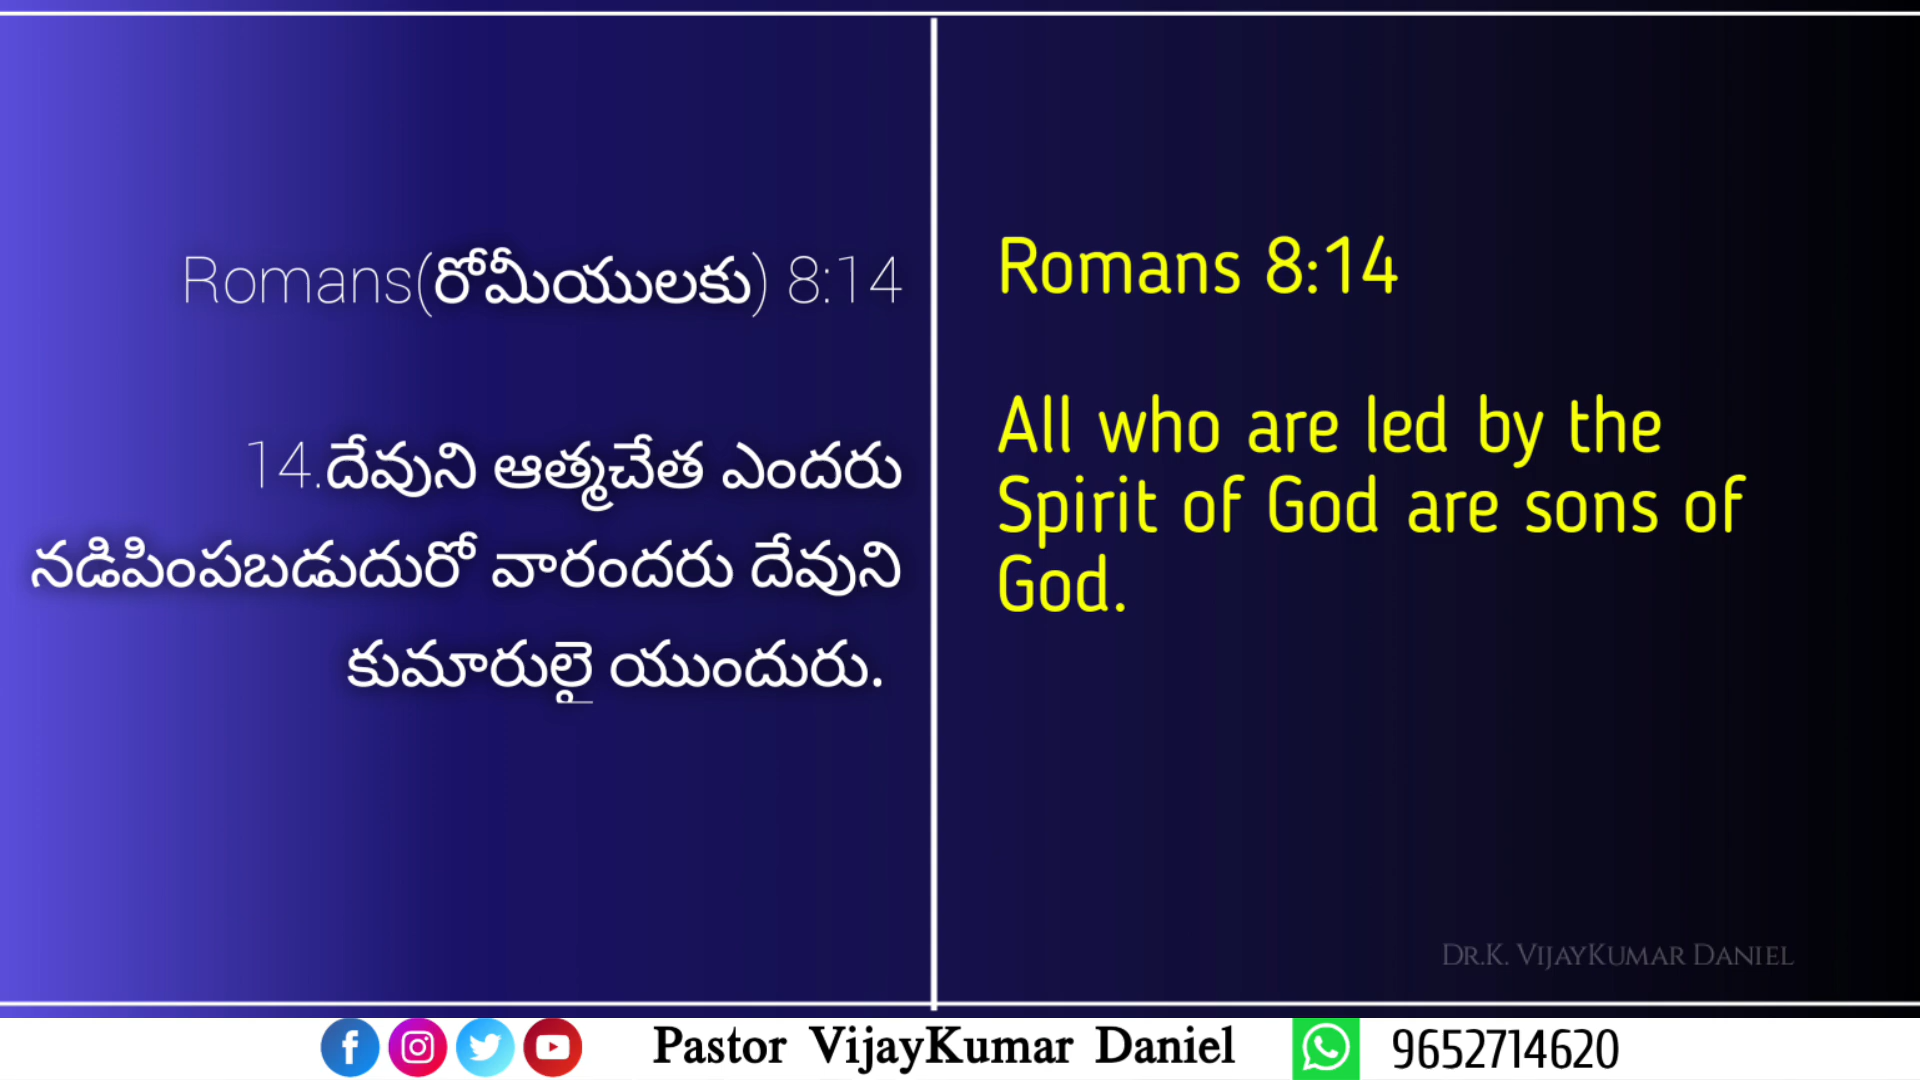 Romans(రోమీయులకు) 8:14
14.దేవుని ఆత్మచేత ఎందరు
నడిపింపబడుదురో వారందరు దేవుని
కుమారులై యుందురు.
Romans 8:14
All who are led by the
Spirit of God are sons of
God.
Dr.K. VijayKumar Daniel
Pastor VijayKumar Daniel
9652714620